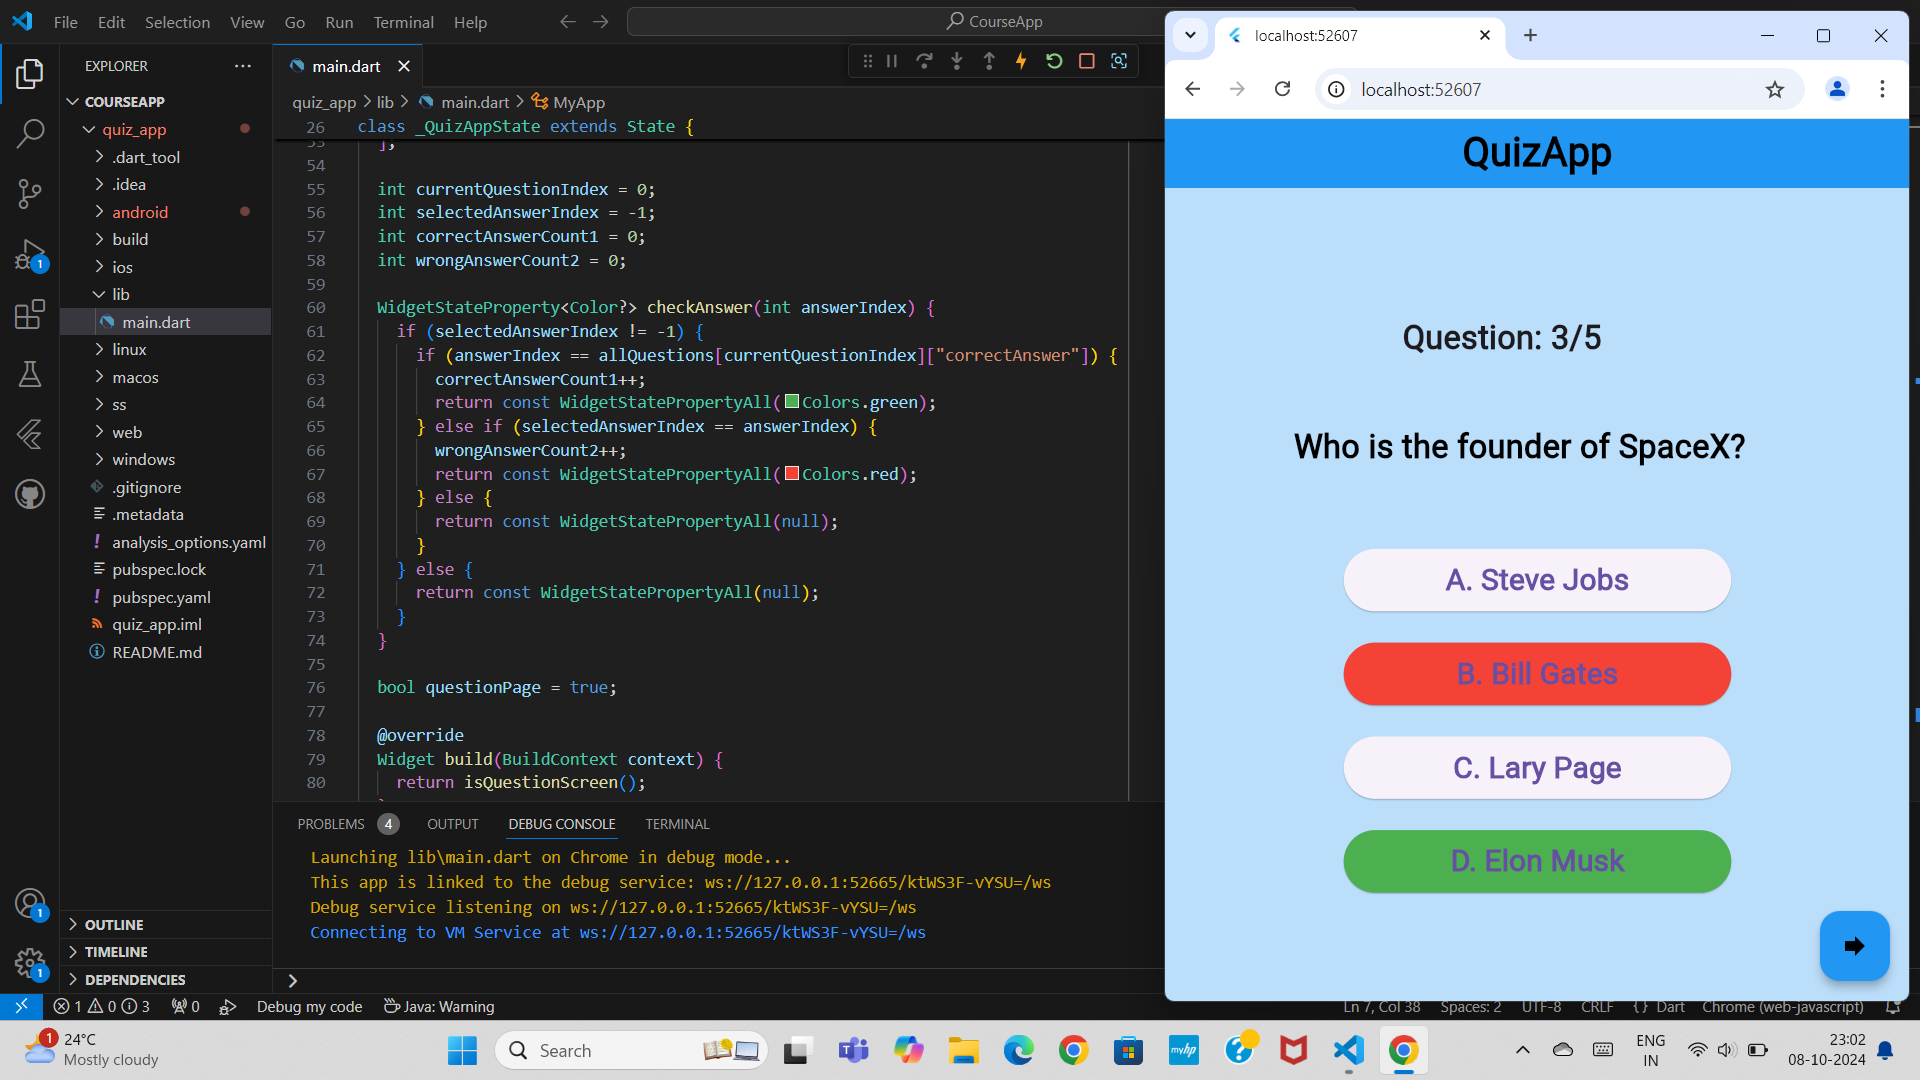 File Edit Selection View Go Run Terminal Help
CourseApp
EXPLORER
COURSEAPP
quiz_app
.dart_tool
.idea
android
build
ios
lib
main.dart
linux
macos
ss
web
windows
.gitignore
.metadata
! analysis_options.yaml
pubspec.lock
! pubspec.yaml
quiz_app.iml
README.md
OUTLINE
TIMELINE
DEPENDENCIES
1
1
1
main.dart
quiz_app > lib > main.dart > MyApp
26 class _QuizAppState extends State {
53 ];
54
55 int currentQuestionIndex = 0;
56 int selectedAnswerIndex = -1;
57 int correctAnswerCount1 = 0;
58 int wrongAnswerCount2 = 0;
59
60 WidgetStateProperty<Color?> checkAnswer(int answerIndex) {
61 if (selectedAnswerIndex != -1) {
62 if (answerIndex == allQuestions[currentQuestionIndex]["correctAnswer"]) {
63 correctAnswerCount1++;
64 return const WidgetStatePropertyAll(Colors.green);
65 } else if (selectedAnswerIndex == answerIndex) {
66 wrongAnswerCount2++;
67 return const WidgetStatePropertyAll(Colors.red);
68 } else {
69 return const WidgetStatePropertyAll(null);
70 }
71 } else {
72 return const WidgetStatePropertyAll(null);
73 }
74 }
75
76 bool questionPage = true;
77
78 @override
79 Widget build(BuildContext context) {
80 return isQuestionScreen();
PROBLEMS 4 OUTPUT DEBUG CONSOLE TERMINAL
Launching lib\main.dart on Chrome in debug mode...
This app is linked to the debug service: ws://127.0.0.1:52665/ktWS3F-vYSU=/ws
Debug service listening on ws://127.0.0.1:52665/ktWS3F-vYSU=/ws
Connecting to VM Service at ws://127.0.0.1:52665/ktWS3F-vYSU=/ws
>
1 0 3 0 Debug my code Java: Warning
Ln 7, Col 38 Spaces: 2 UTF-8 CRLF {} Dart Chrome (web-javascript)
localhost:52607
localhost:52607
QuizApp
Question: 3/5
Who is the founder of SpaceX?
A. Steve Jobs
B. Bill Gates
C. Lary Page
D. Elon Musk
1
24°C
Mostly cloudy
Search
myhp
ENG
IN
23:02
08-10-2024